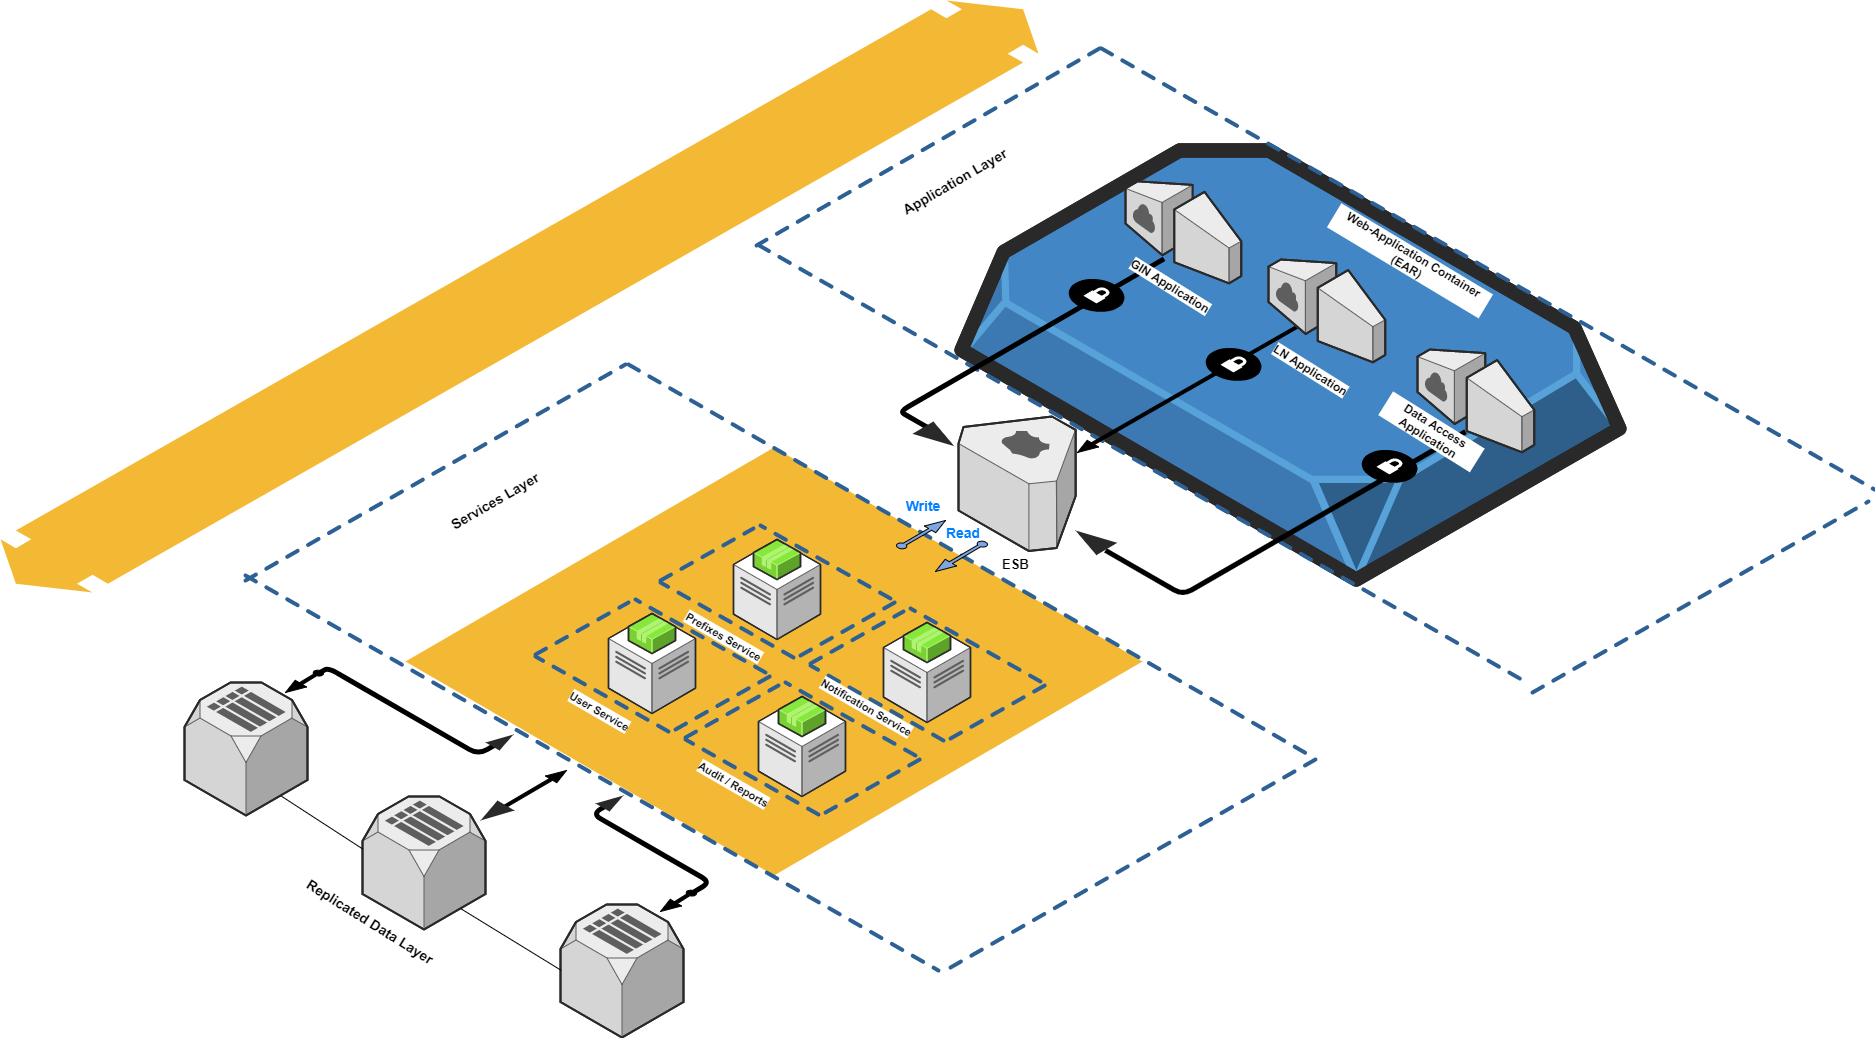 Application Layer
Web-Application Container
(EAR)
GIN Application
LN Application
Data Access
Application
Services Layer
Write
Read
ESB
Prefixes Service
User Service
Notification Service
Audit / Reports
Replicated Data Layer